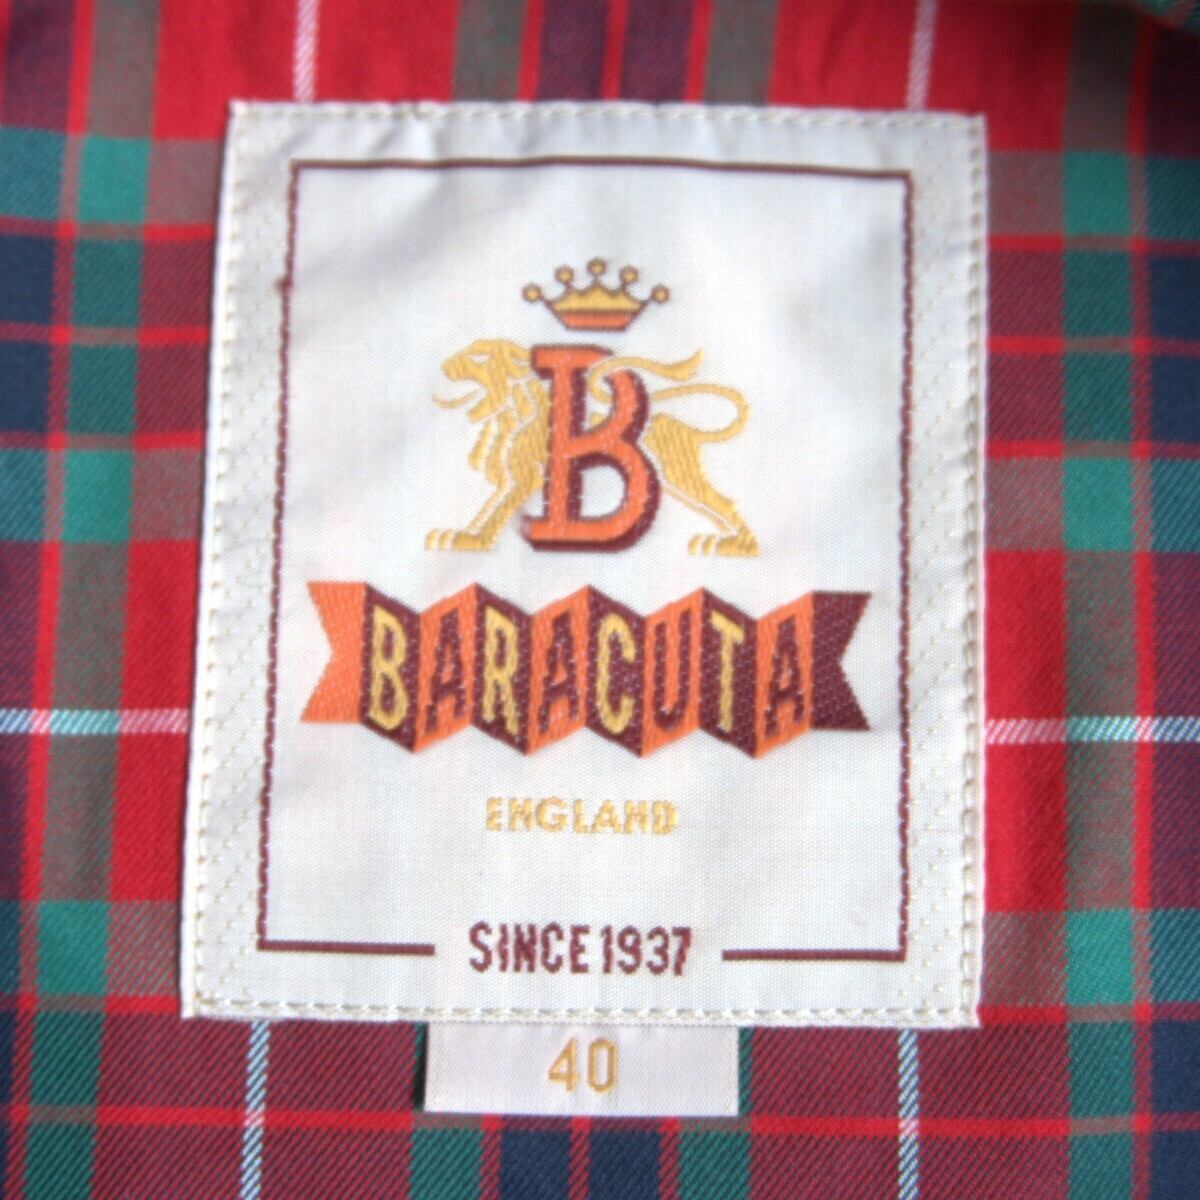 B
BARACUTA
ENGLAND
SINCE 1937
40